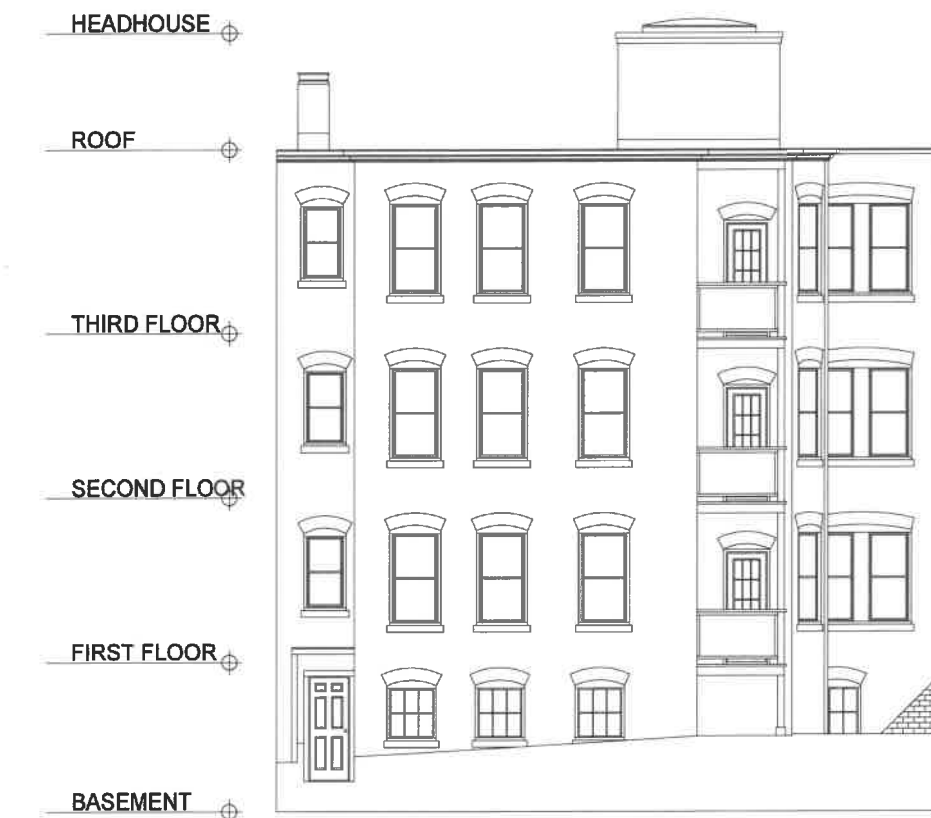 HEADHOUSE
ROOF
THIRD FLOOR
SECOND FLOOR
FIRST FLOOR
BASEMENT